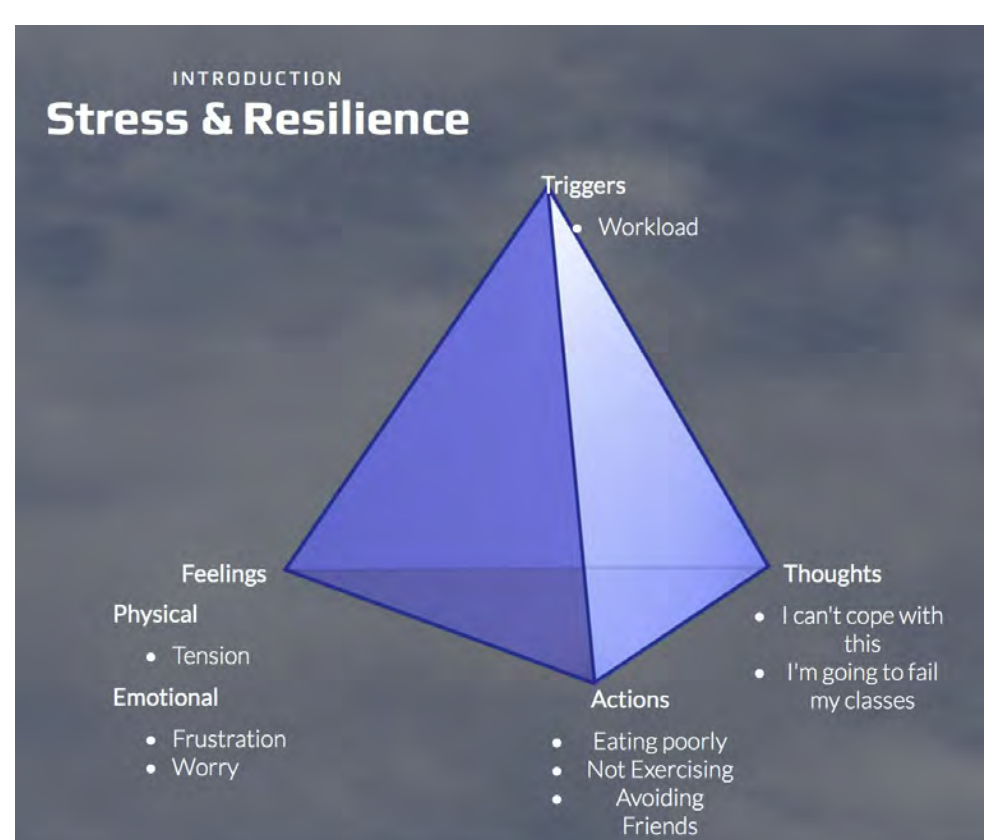 INTRODUCTION
Stress & Resilience
Triggers
• Workload
Feelings
Physical
• Tension
Emotional
• Frustration
• Worry
Thoughts
• I can't cope with
this
• I'm going to fail
my classes
Actions
• Eating poorly
• Not Exercising
• Avoiding
Friends